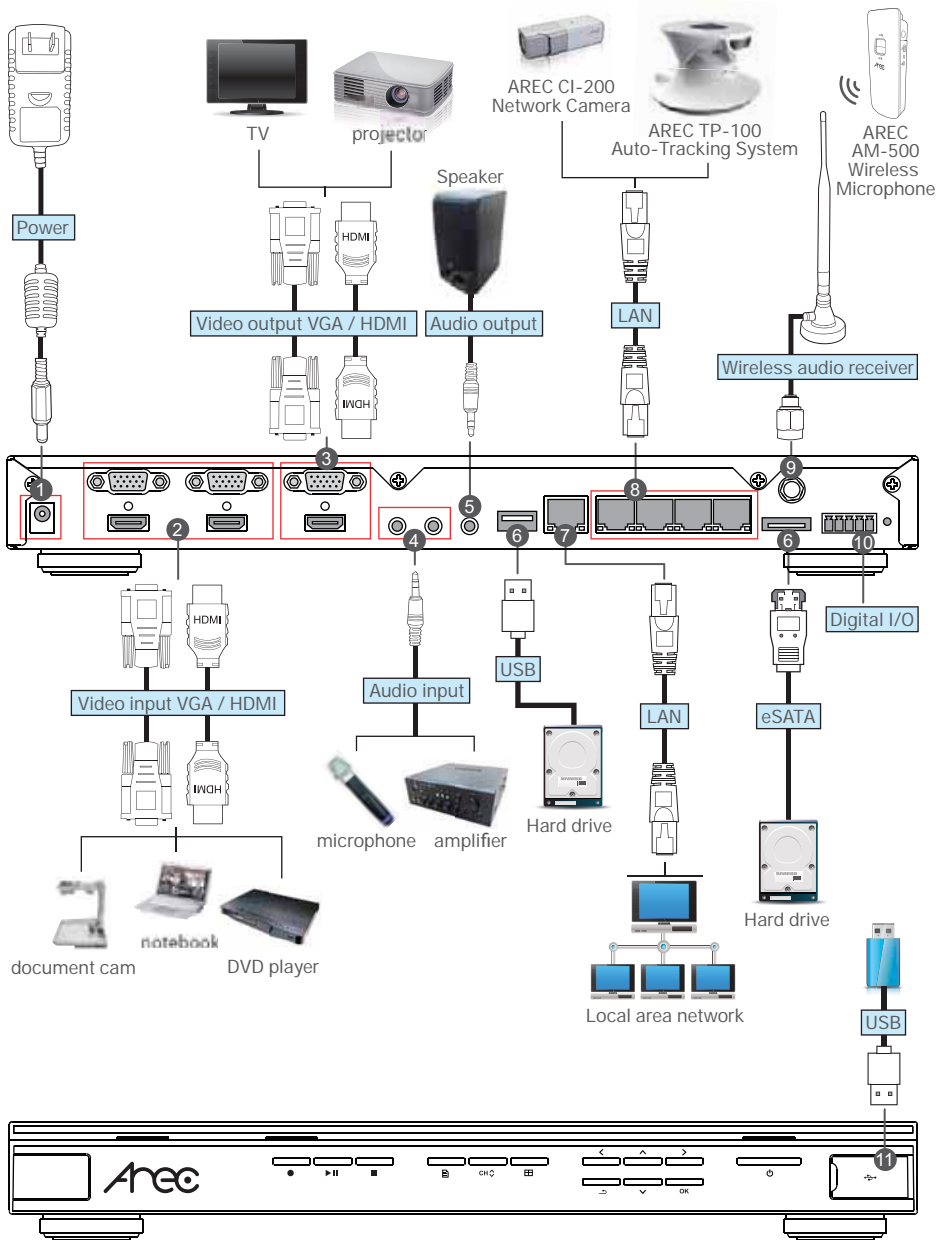 TV
projector
AREC CI-200
Network Camera
AREC TP-100
Auto-Tracking System
Arec
AREC
AM-500
Wireless
Microphone
Speaker
Power
HDMI
Video output VGA / HDMI
HDMI
Audio output
LAN
Wireless audio receiver
1
2
3
4
5
6
7
8
9
6
10
Digital I/O
HDMI
Video input VGA / HDMI
HDMI
Audio input
USB
LAN
eSATA
microphone
amplifier
Hard drive
Hard drive
document cam
notebook
DVD player
Local area network
USB
11
Arec
CH
OK